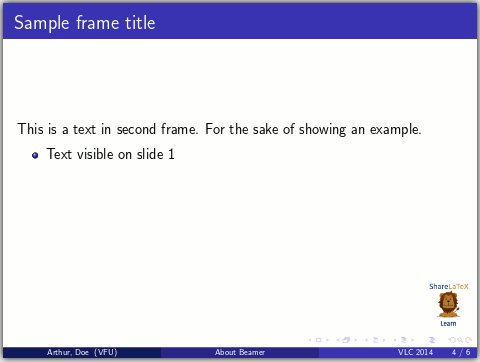 Sample frame title
This is a text in second frame. For the sake of showing an example.
Text visible on slide 1
ShareLaTeX
Learn
Arthur, Doe (VFU) About Beamer VLC 2014 4 / 6